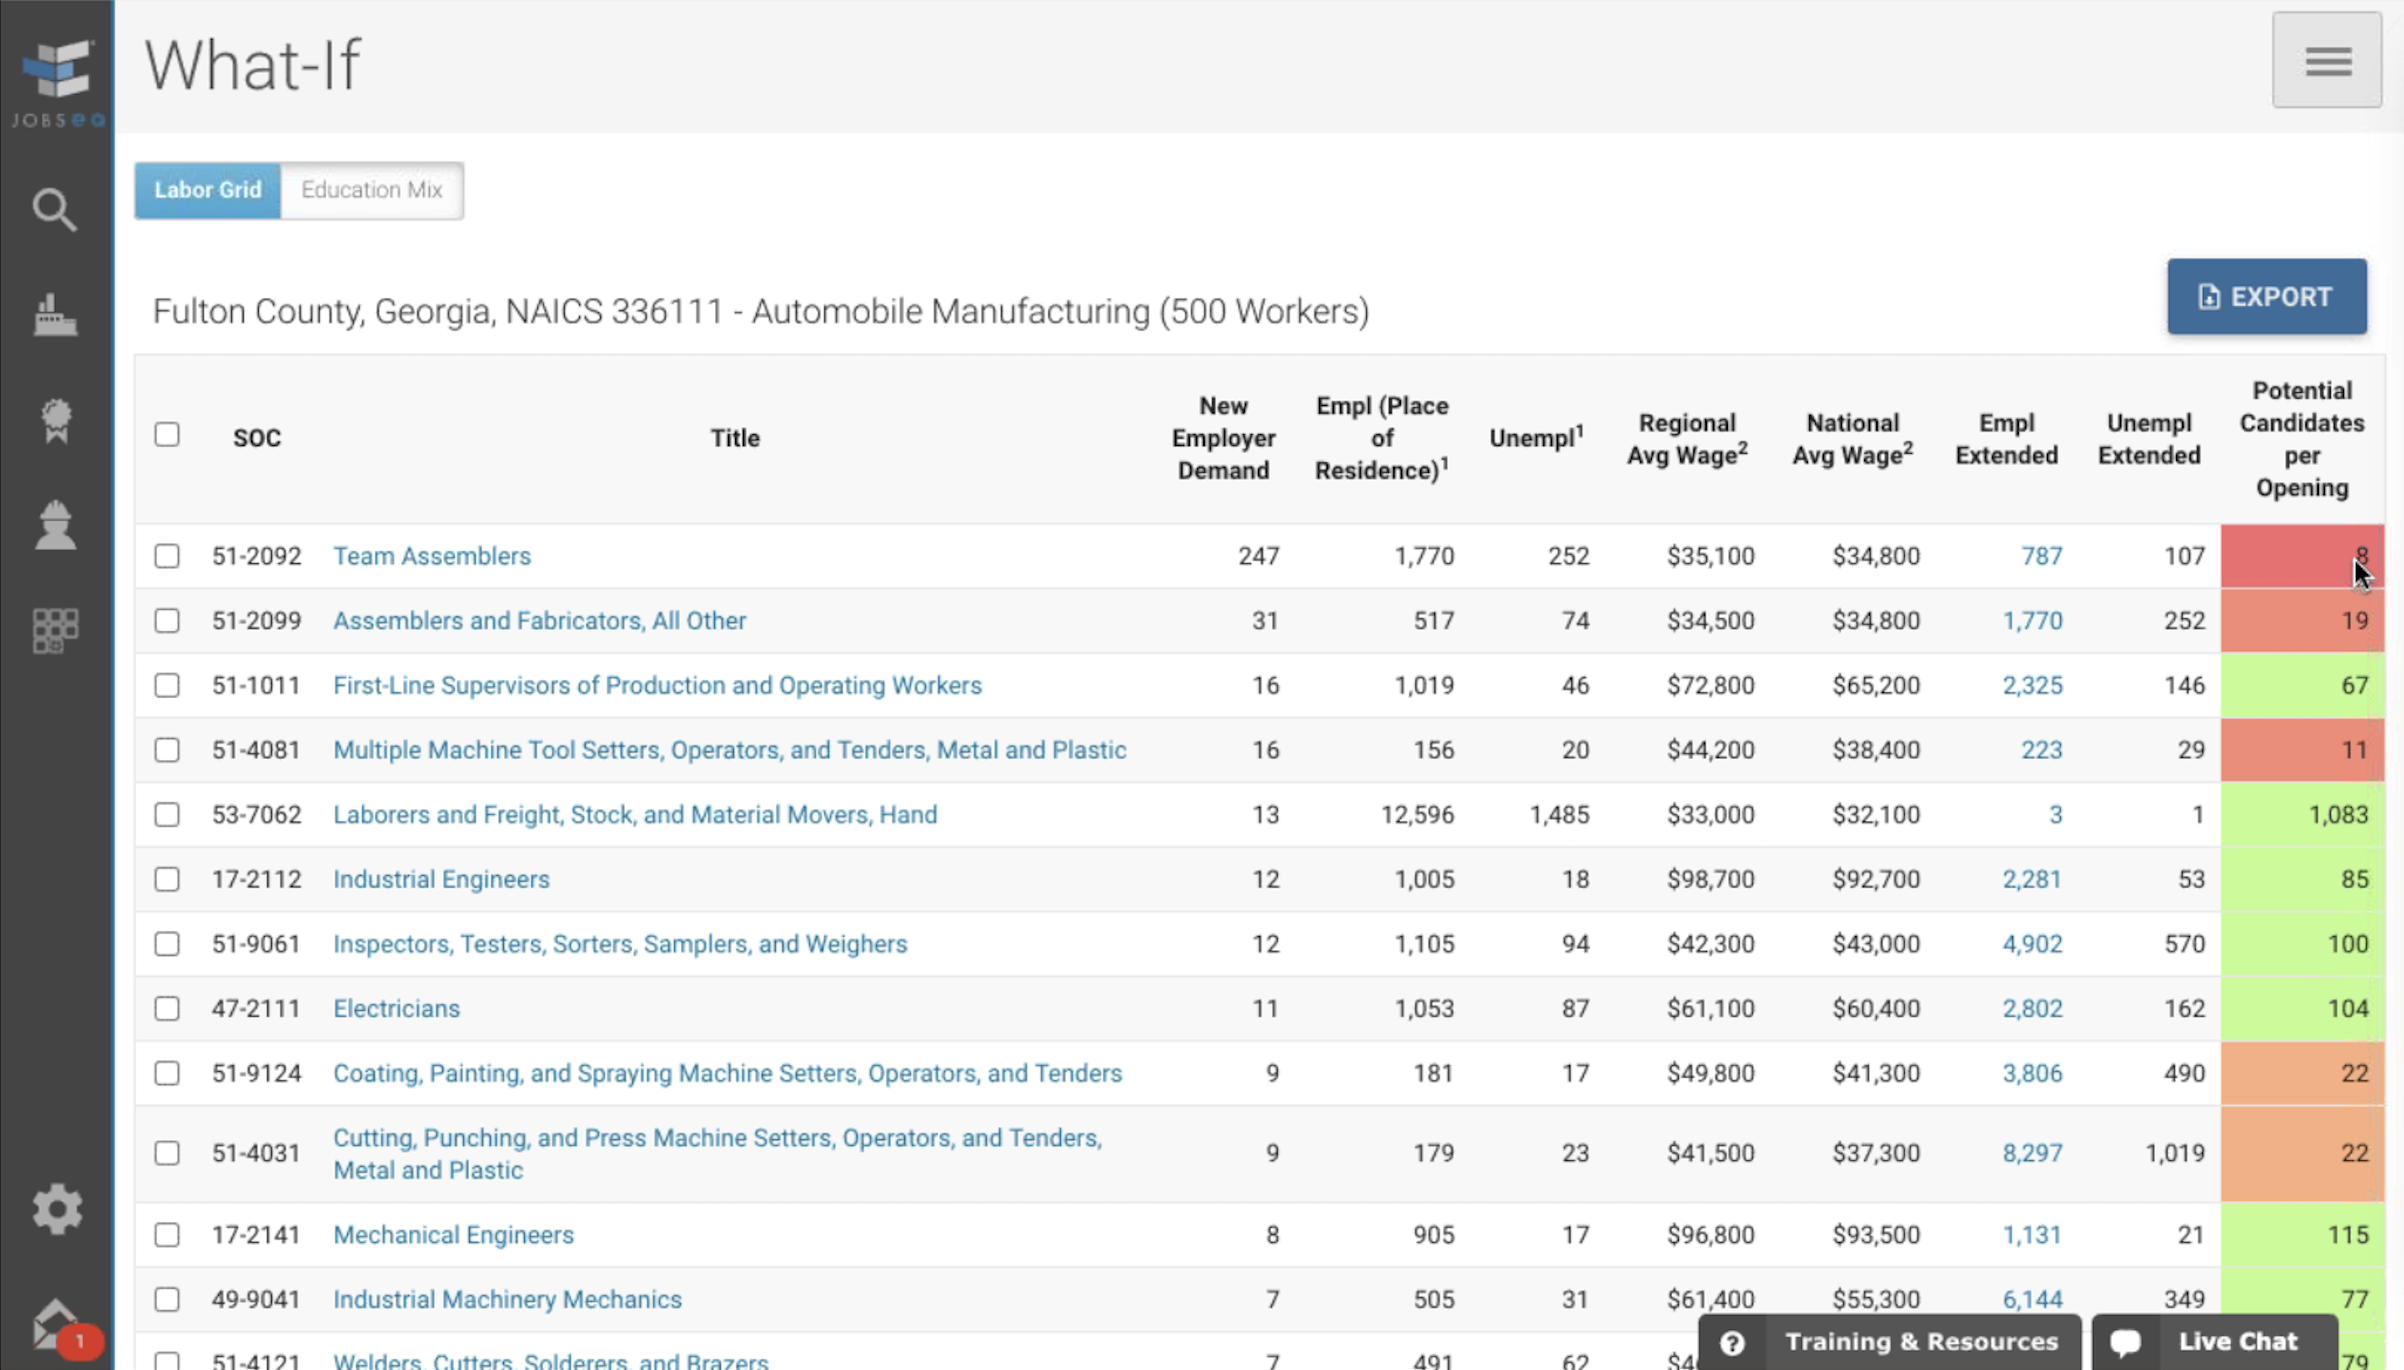 What-If
JOBSEQ
Labor Grid Education Mix
EXPORT
Fulton County, Georgia, NAICS 336111 - Automobile Manufacturing (500 Workers)
SOC Title New Employer Demand Empl (Place of Residence)1 Unempl1 Regional Avg Wage2 National Avg Wage2 Empl Extended Unempl Extended Potential Candidates per Opening
51-2092 Team Assemblers 247 1,770 252 $35,100 $34,800 787 107 8
51-2099 Assemblers and Fabricators, All Other 31 517 74 $34,500 $34,800 1,770 252 19
51-1011 First-Line Supervisors of Production and Operating Workers 16 1,019 46 $72,800 $65,200 2,325 146 67
51-4081 Multiple Machine Tool Setters, Operators, and Tenders, Metal and Plastic 16 156 20 $44,200 $38,400 223 29 11
53-7062 Laborers and Freight, Stock, and Material Movers, Hand 13 12,596 1,485 $33,000 $32,100 3 1 1,083
17-2112 Industrial Engineers 12 1,005 18 $98,700 $92,700 2,281 53 85
51-9061 Inspectors, Testers, Sorters, Samplers, and Weighers 12 1,105 94 $42,300 $43,000 4,902 570 100
47-2111 Electricians 11 1,053 87 $61,100 $60,400 2,802 162 104
51-9124 Coating, Painting, and Spraying Machine Setters, Operators, and Tenders 9 181 17 $49,800 $41,300 3,806 490 22
51-4031 Cutting, Punching, and Press Machine Setters, Operators, and Tenders, Metal and Plastic 9 179 23 $41,500 $37,300 8,297 1,019 22
17-2141 Mechanical Engineers 8 905 17 $96,800 $93,500 1,131 21 115
49-9041 Industrial Machinery Mechanics 7 505 31 $61,400 $55,300 6,144 349 77
51-4121 Welders, Cutters, Solderers, and Brazers 7 491 62 79
1
Training & Resources
Live Chat